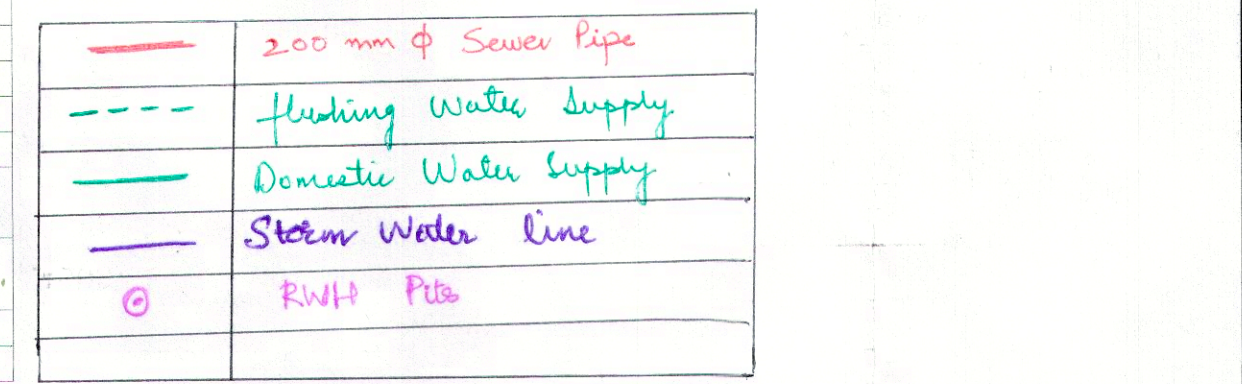 200 mm ϕ Sewer Pipe
flushing Water Supply
Domestic Water Supply
Storm Water line
RWH Pits